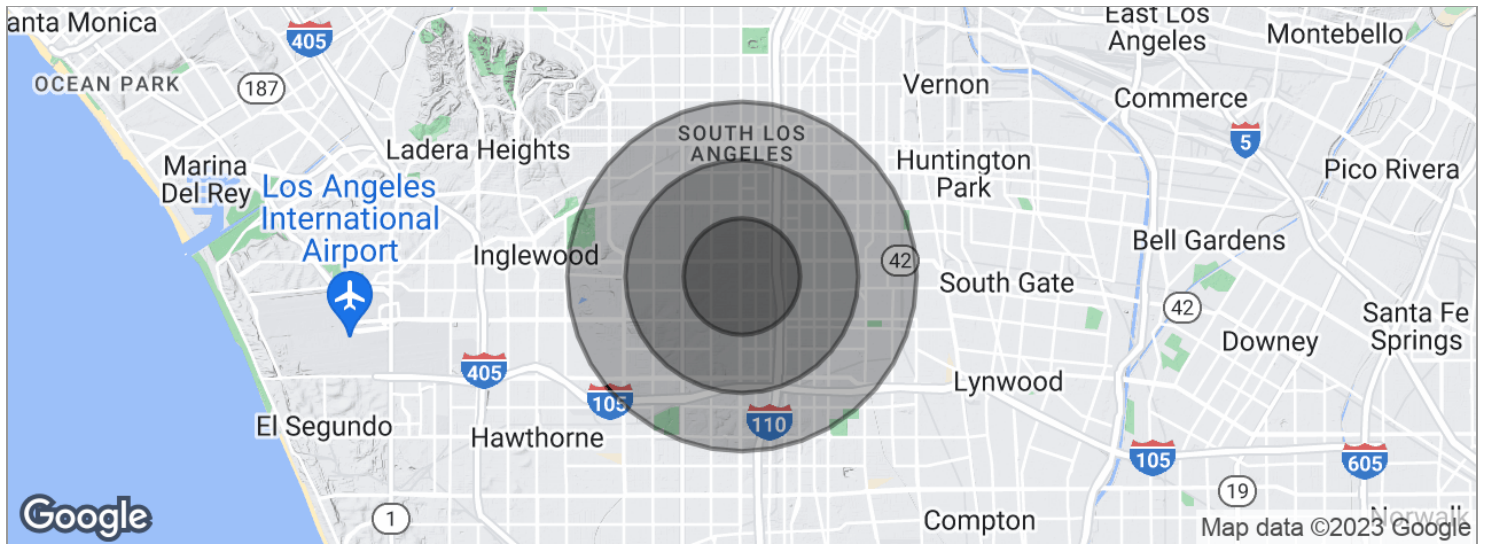 anta Monica
405
East Los
Angeles
Montebello
OCEAN PARK
187
Vernon
Commerce
SOUTH LOS
ANGELES
5
Ladera Heights
Huntington
Park
Marina
Del Rey
Pico Rivera
Los Angeles
International
Airport
Inglewood
42
Bell Gardens
South Gate
42
Santa Fe
Springs
Downey
405
Lynwood
105
110
El Segundo
Hawthorne
105
605
19
Google
1
Compton
Norwalk
Map data ©2023 Google